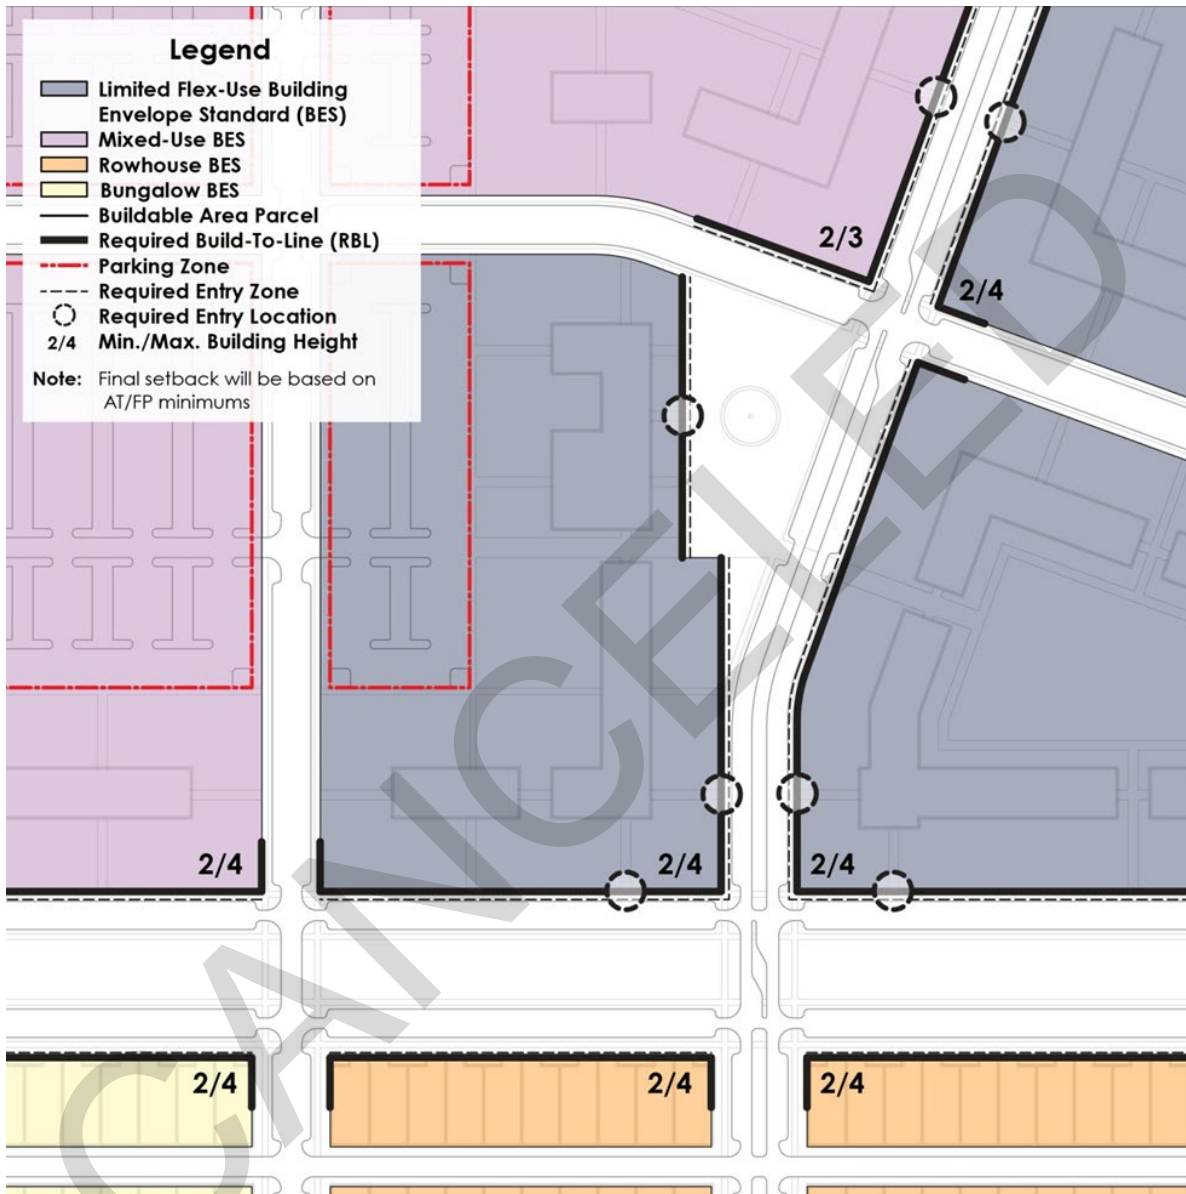 Legend
Limited Flex-Use Building
Envelope Standard (BES)
Mixed-Use BES
Rowhouse BES
Bungalow BES
Buildable Area Parcel
Required Build-To-Line (RBL)
Parking Zone
Required Entry Zone
Required Entry Location
2/4 Min./Max. Building Height
Note: Final setback will be based on
AT/FP minimums
2/3
2/4
2/4
2/4
2/4
2/4
2/4
2/4
CANCELED